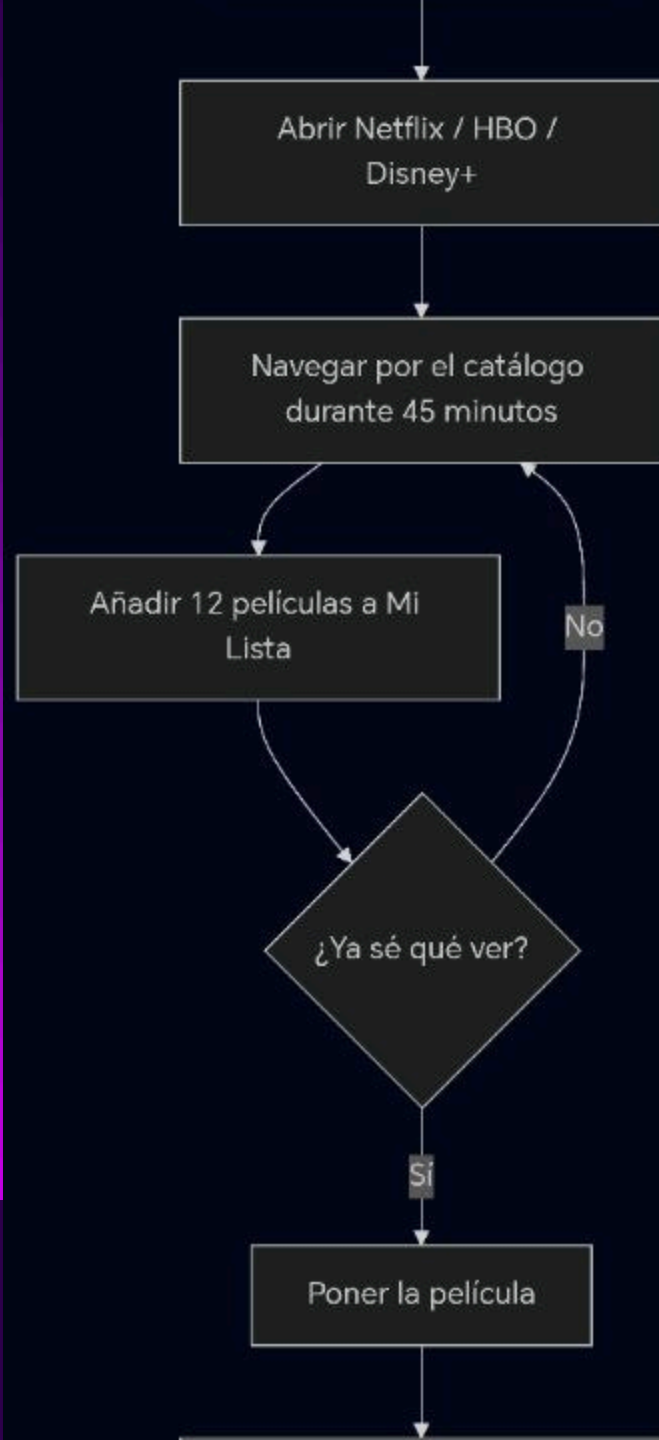 Abrir Netflix / HBO /
Disney+
Navegar por el catálogo
durante 45 minutos
Añadir 12 películas a Mi
Lista
No
¿Ya sé qué ver?
Sí
Poner la película